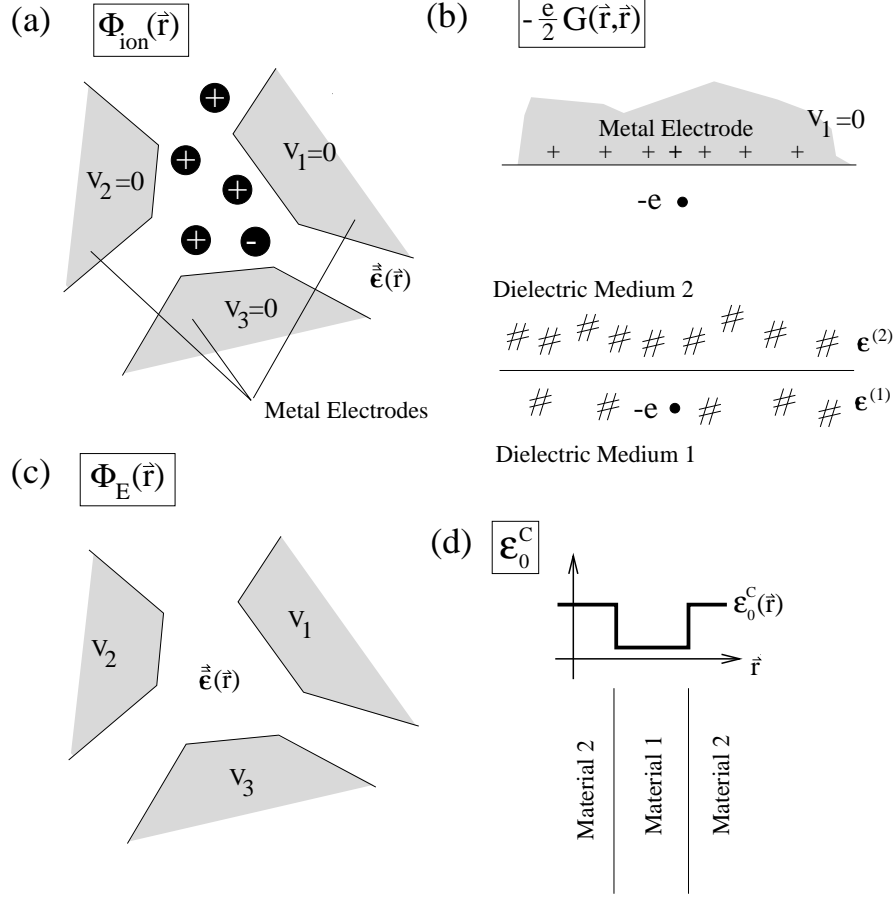 (a) Φ_ion(r⃗)
+
+
+
+ -
V_1=0
V_2=0
V_3=0
ε⃗⃗(r⃗)
Metal Electrodes
(b) - e/2 G(r⃗,r⃗)
V_1=0
Metal Electrode
+ + + + + + +
-e
Dielectric Medium 2
# # # # # # # # #
ε^(2)
ε^(1)
# # -e # # #
Dielectric Medium 1
(c) Φ_E(r⃗)
V_1
V_2
ε⃗⃗(r⃗)
V_3
(d) ε_0^C
ε_0^C(r⃗)
r⃗
Material 2
Material 1
Material 2